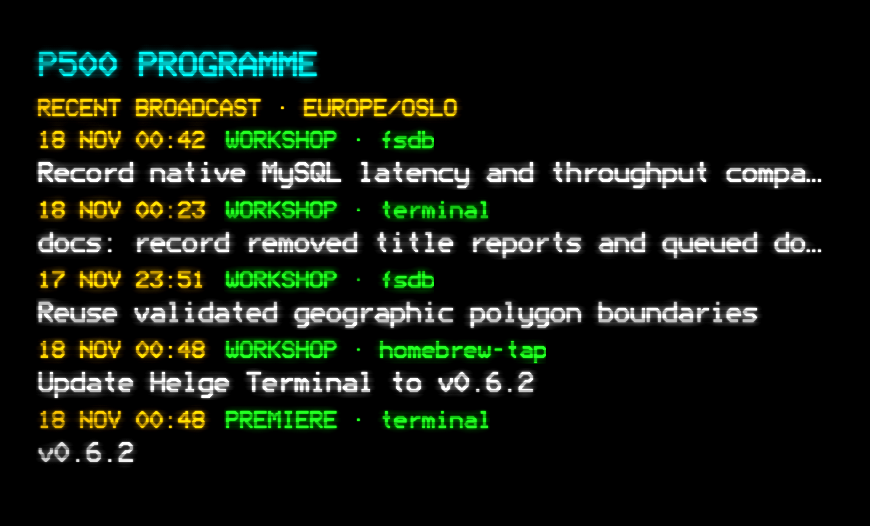 P500 PROGRAMME
RECENT BROADCAST · EUROPE/OSLO
18 NOV 00:42 WORKSHOP · fsdb
Record native MySQL latency and throughput compa…
18 NOV 00:23 WORKSHOP · terminal
docs: record removed title reports and queued do…
17 NOV 23:51 WORKSHOP · fsdb
Reuse validated geographic polygon boundaries
18 NOV 00:48 WORKSHOP · homebrew-tap
Update Helge Terminal to v0.6.2
18 NOV 00:48 PREMIERE · terminal
v0.6.2